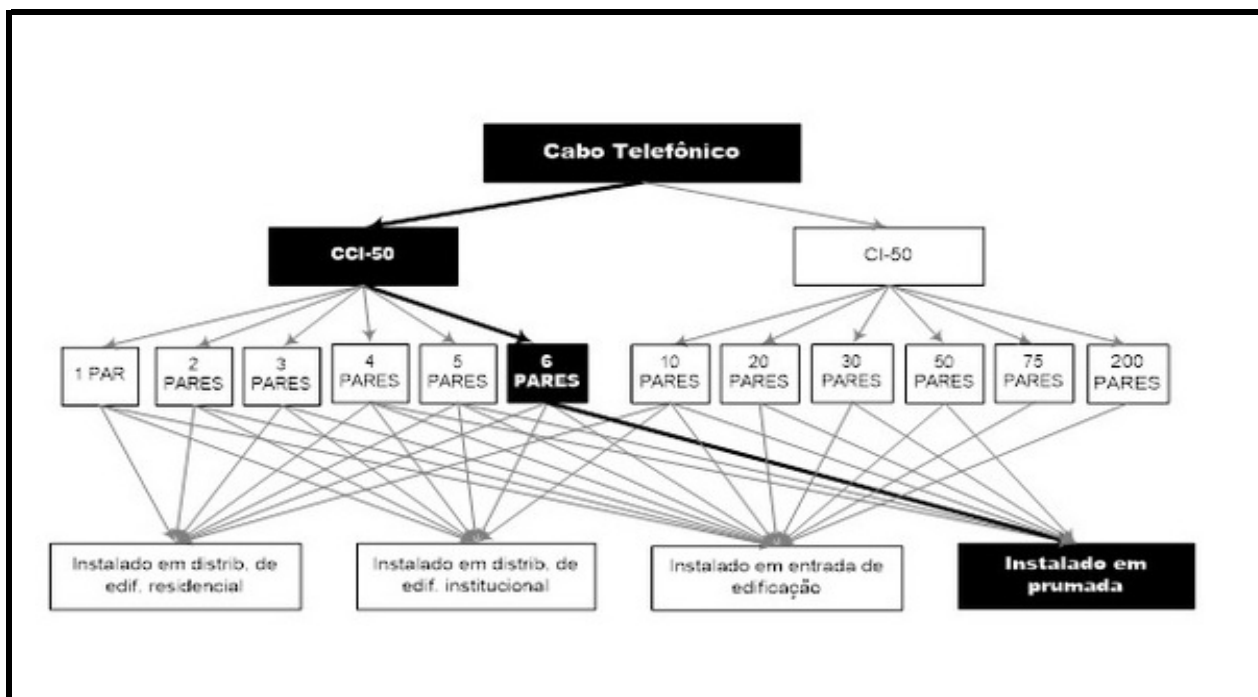 Cabo Telefônico
CCI-50
CI-50
1 PAR
2
PARES
3
PARES
4
PARES
5
PARES
6
PARES
10
PARES
20
PARES
30
PARES
50
PARES
75
PARES
200
PARES
Instalado em distrib. de
edif. residencial
Instalado em distrib. de
edif. institucional
Instalado em entrada de
edificação
Instalado em
prumada